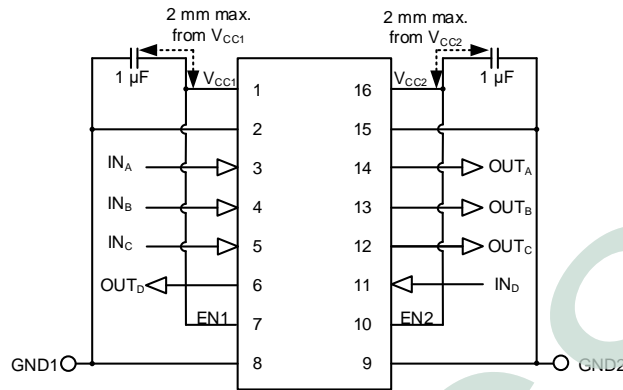 2 mm max.
from VCC1
2 mm max.
from VCC2
1 µF
1 µF
VCC1
1
16
VCC2
2
15
INA
3
14
OUTA
INB
4
13
OUTB
INC
5
12
OUTC
OUTD
6
11
IND
EN1
7
10
EN2
GND1
8
9
GND2